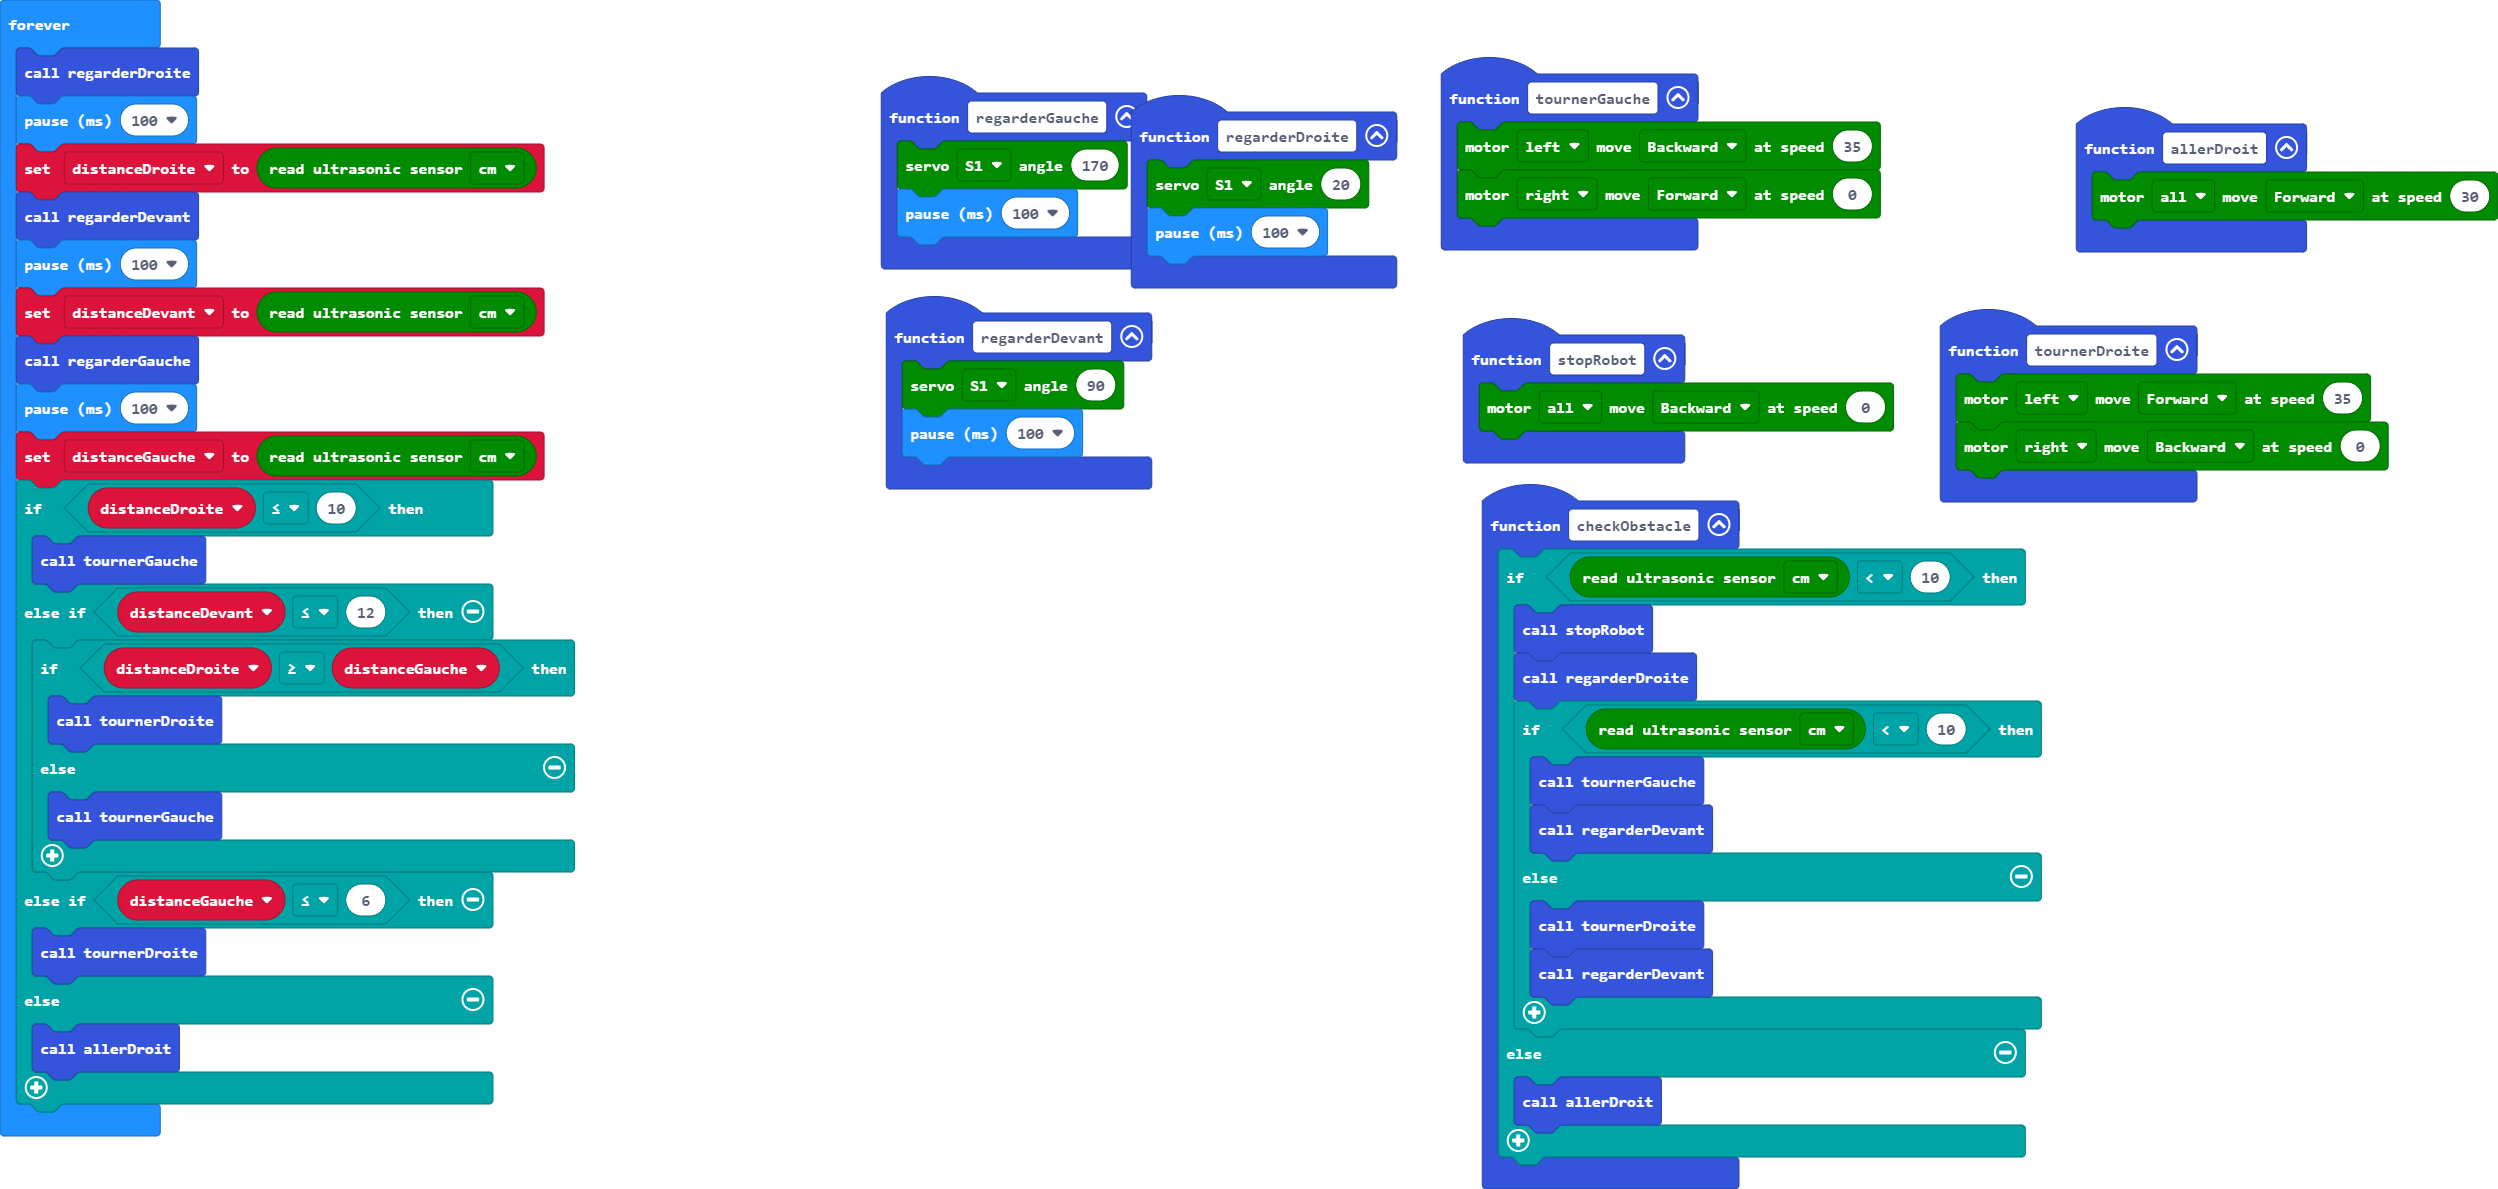 forever
call regarderDroite
pause (ms) 100
set distanceDroite to read ultrasonic sensor cm
call regarderDevant
pause (ms) 100
set distanceDevant to read ultrasonic sensor cm
call regarderGauche
pause (ms) 100
set distanceGauche to read ultrasonic sensor cm
if distanceDroite ≤ 10 then
call tournerGauche
else if distanceDevant ≤ 12 then
if distanceDroite ≥ distanceGauche then
call tournerDroite
else
call tournerGauche
else if distanceGauche ≤ 6 then
call tournerDroite
else
call allerDroit
function regarderGauche
servo S1 angle 170
pause (ms) 100
function regarderDroite
servo S1 angle 20
pause (ms) 100
function regarderDevant
servo S1 angle 90
pause (ms) 100
function tournerGauche
motor left move Backward at speed 35
motor right move Forward at speed 0
function allerDroit
motor all move Forward at speed 30
function stopRobot
motor all move Backward at speed 0
function tournerDroite
motor left move Forward at speed 35
motor right move Backward at speed 0
function checkObstacle
if read ultrasonic sensor cm < 10 then
call stopRobot
call regarderDroite
if read ultrasonic sensor cm < 10 then
call tournerGauche
call regarderDevant
else
call tournerDroite
call regarderDevant
else
call allerDroit